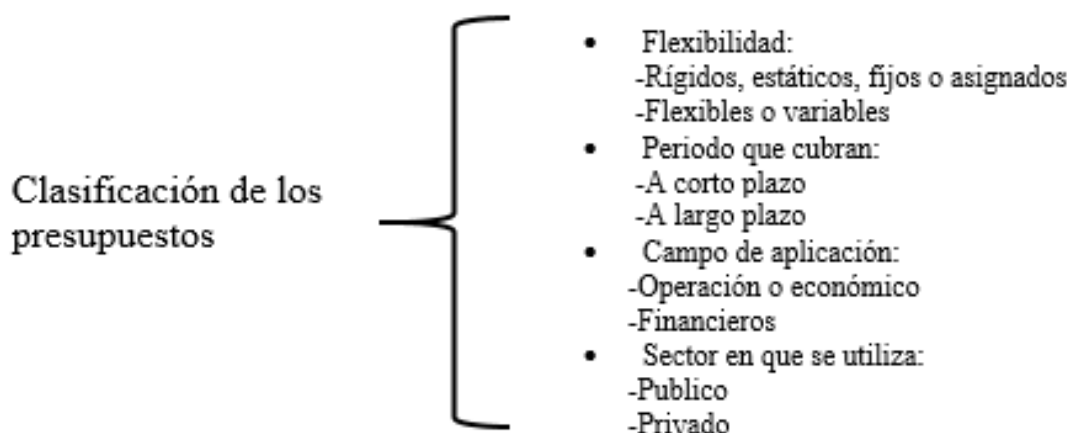 Clasificación de los
presupuestos
• Flexibilidad:
-Rígidos, estáticos, fijos o asignados
-Flexibles o variables
• Periodo que cubran:
-A corto plazo
-A largo plazo
• Campo de aplicación:
-Operación o económico
-Financieros
• Sector en que se utiliza:
-Publico
-Privado